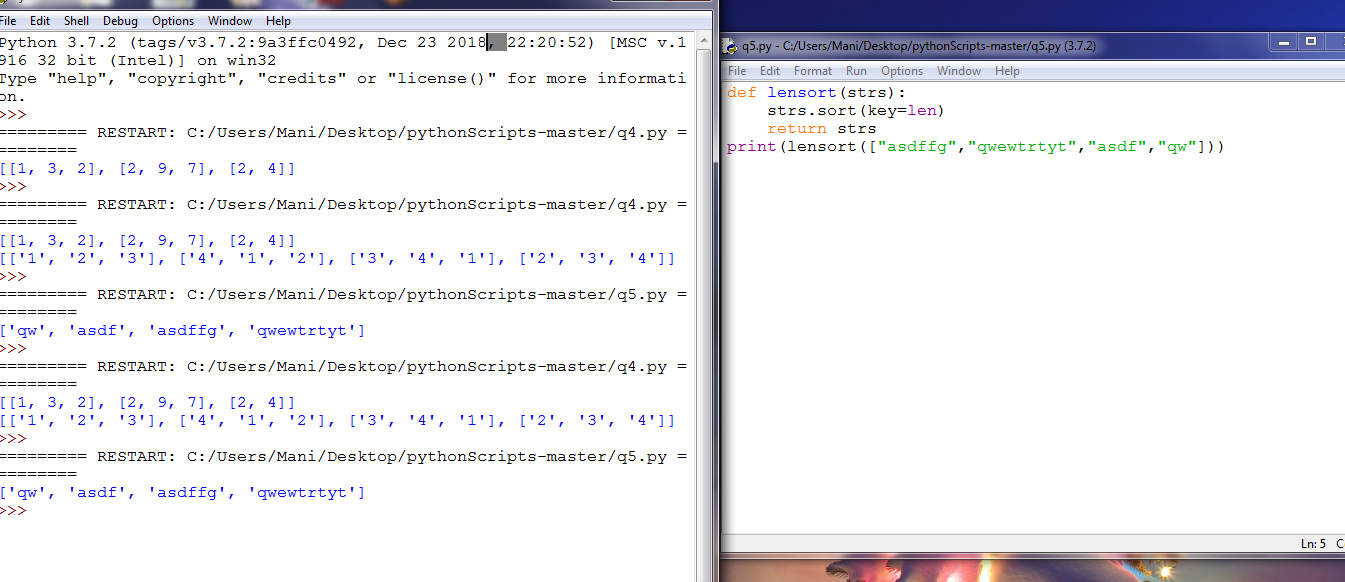 File Edit Shell Debug Options Window Help
Python 3.7.2 (tags/v3.7.2:9a3ffc0492, Dec 23 2018, 22:20:52) [MSC v.1
916 32 bit (Intel)] on win32
Type "help", "copyright", "credits" or "license()" for more informati
on.
>>>
========= RESTART: C:/Users/Mani/Desktop/pythonScripts-master/q4.py =
========
[[1, 3, 2], [2, 9, 7], [2, 4]]
>>>
========= RESTART: C:/Users/Mani/Desktop/pythonScripts-master/q4.py =
========
[[1, 3, 2], [2, 9, 7], [2, 4]]
[['1', '2', '3'], ['4', '1', '2'], ['3', '4', '1'], ['2', '3', '4']]
>>>
========= RESTART: C:/Users/Mani/Desktop/pythonScripts-master/q5.py =
========
['qw', 'asdf', 'asdffg', 'qwewtrtyt']
>>>
========= RESTART: C:/Users/Mani/Desktop/pythonScripts-master/q4.py =
========
[[1, 3, 2], [2, 9, 7], [2, 4]]
[['1', '2', '3'], ['4', '1', '2'], ['3', '4', '1'], ['2', '3', '4']]
>>>
========= RESTART: C:/Users/Mani/Desktop/pythonScripts-master/q5.py =
========
['qw', 'asdf', 'asdffg', 'qwewtrtyt']
>>>
q5.py - C:/Users/Mani/Desktop/pythonScripts-master/q5.py (3.7.2)
File Edit Format Run Options Window Help
def lensort(strs):
    strs.sort(key=len)
    return strs
print(lensort(["asdffg","qwewtrtyt","asdf","qw"]))
Ln: 5